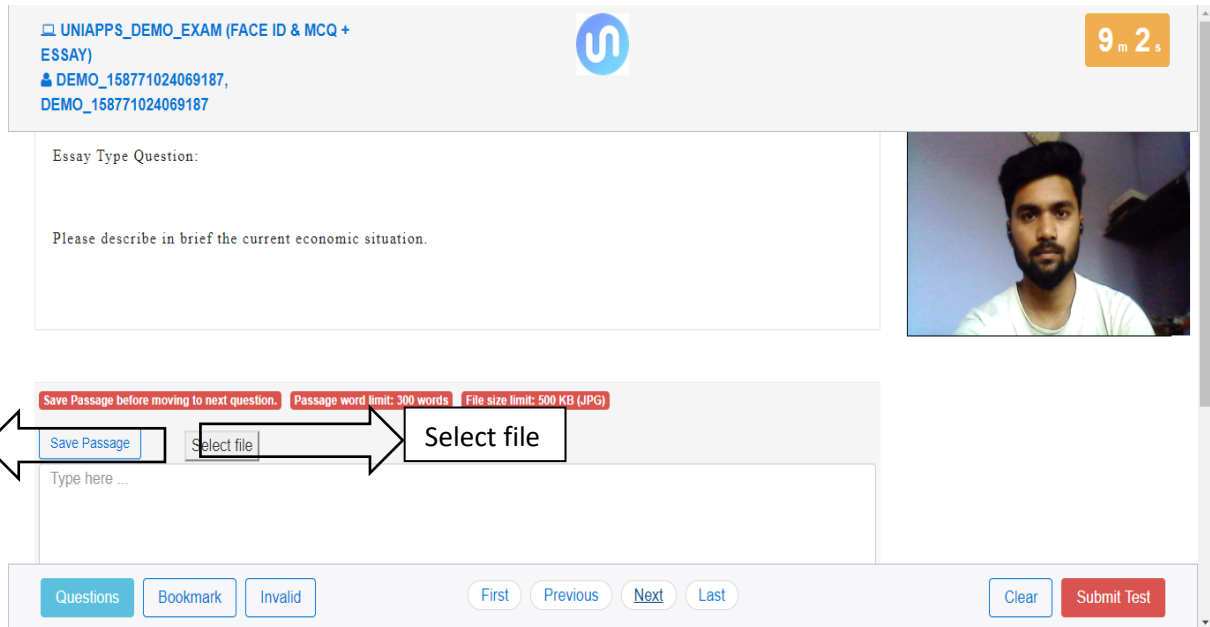 UNIAPPS_DEMO_EXAM (FACE ID & MCQ +
ESSAY)
DEMO_158771024069187,
DEMO_158771024069187
un
9 m 2 s
Essay Type Question:
Please describe in brief the current economic situation.
Save Passage before moving to next question. Passage word limit: 300 words File size limit: 500 KB (JPG)
Save Passage Select file Select file
Type here ...
Questions Bookmark Invalid First Previous Next Last Clear Submit Test